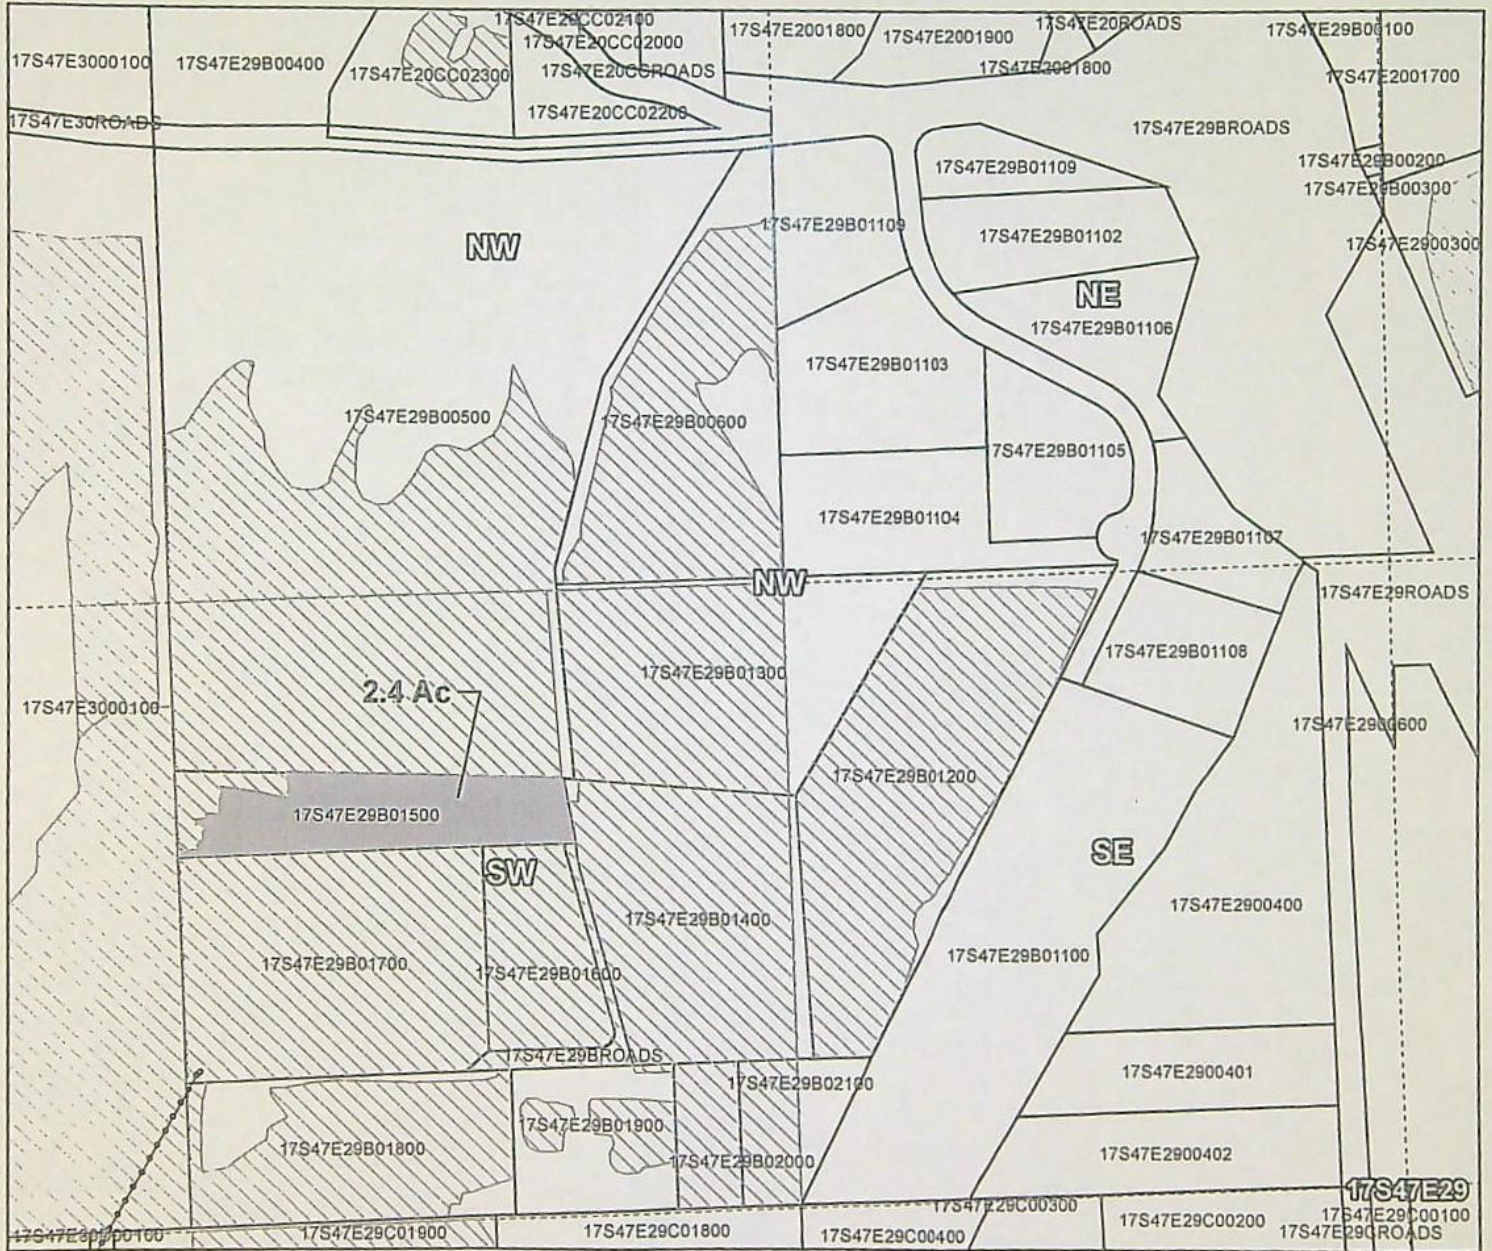 17S47E20CC02100
17S47E2001800
17S47E2001900
17S47E20ROADS
17S47E29B00100
17S47E3000100
17S47E29B00400
17S47E20CC02300
17S47E20CC02000
17S47E20CCROADS
17S47E2001800
17S47E2001700
17S47E20CC02200
17S47E30ROADS
17S47E29BROADS
17S47E29B01109
17S47E29B00200
17S47E29B00300
NW
17S47E29B01109
17S47E29B01102
17S47E2900300
NE
17S47E29B01106
17S47E29B01103
17S47E29B00500
17S47E29B00600
17S47E29B01105
17S47E29B01104
17S47E29B01107
NW
17S47E29ROADS
17S47E29B01108
17S47E29B01300
2.4 Ac
17S47E3000100
17S47E2900600
17S47E29B01200
17S47E29B01500
SW
SE
17S47E2900400
17S47E29B01400
17S47E29B01700
17S47E29B01600
17S47E29B01100
17S47E29BROADS
17S47E29B02100
17S47E2900401
17S47E29B01900
17S47E29B01800
17S47E29B02000
17S47E2900402
17S47E29
17S47E29C00300
17S47E29C01900
17S47E29C01800
17S47E29C00400
17S47E29C00200
17S47E29C00100
17S47E29CROADS